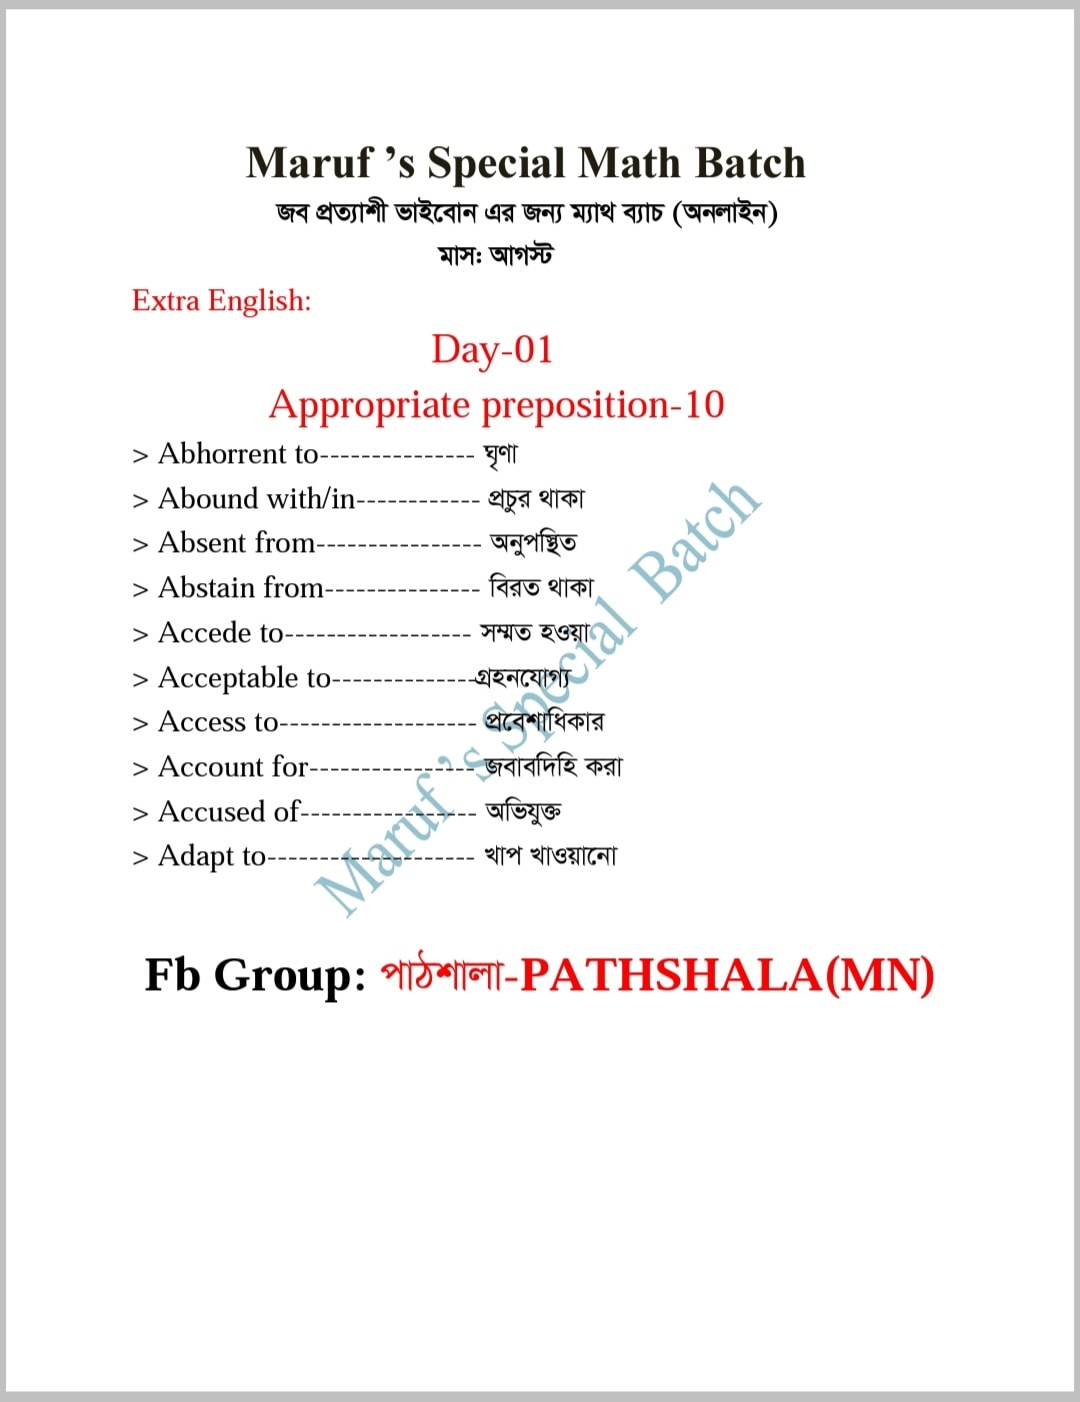 Maruf ’s Special Math Batch
জব প্রত্যাশী ভাইবোন এর জন্য ম্যাথ ব্যাচ (অনলাইন)
মাস: আগস্ট
Extra English:
Day-01
Appropriate preposition-10
> Abhorrent to--------------- ঘৃণা
> Abound with/in------------ প্রচুর থাকা
> Absent from---------------- অনুপস্থিত
> Abstain from--------------- বিরত থাকা
> Accede to------------------ সম্মত হওয়া
> Acceptable to--------------গ্রহনযোগ্য
> Access to------------------- প্রবেশাধিকার
> Account for---------------- জবাবদিহি করা
> Accused of----------------- অভিযুক্ত
> Adapt to-------------------- খাপ খাওয়ানো
Maruf ’s Special Batch
Fb Group: পাঠশালা-PATHSHALA(MN)